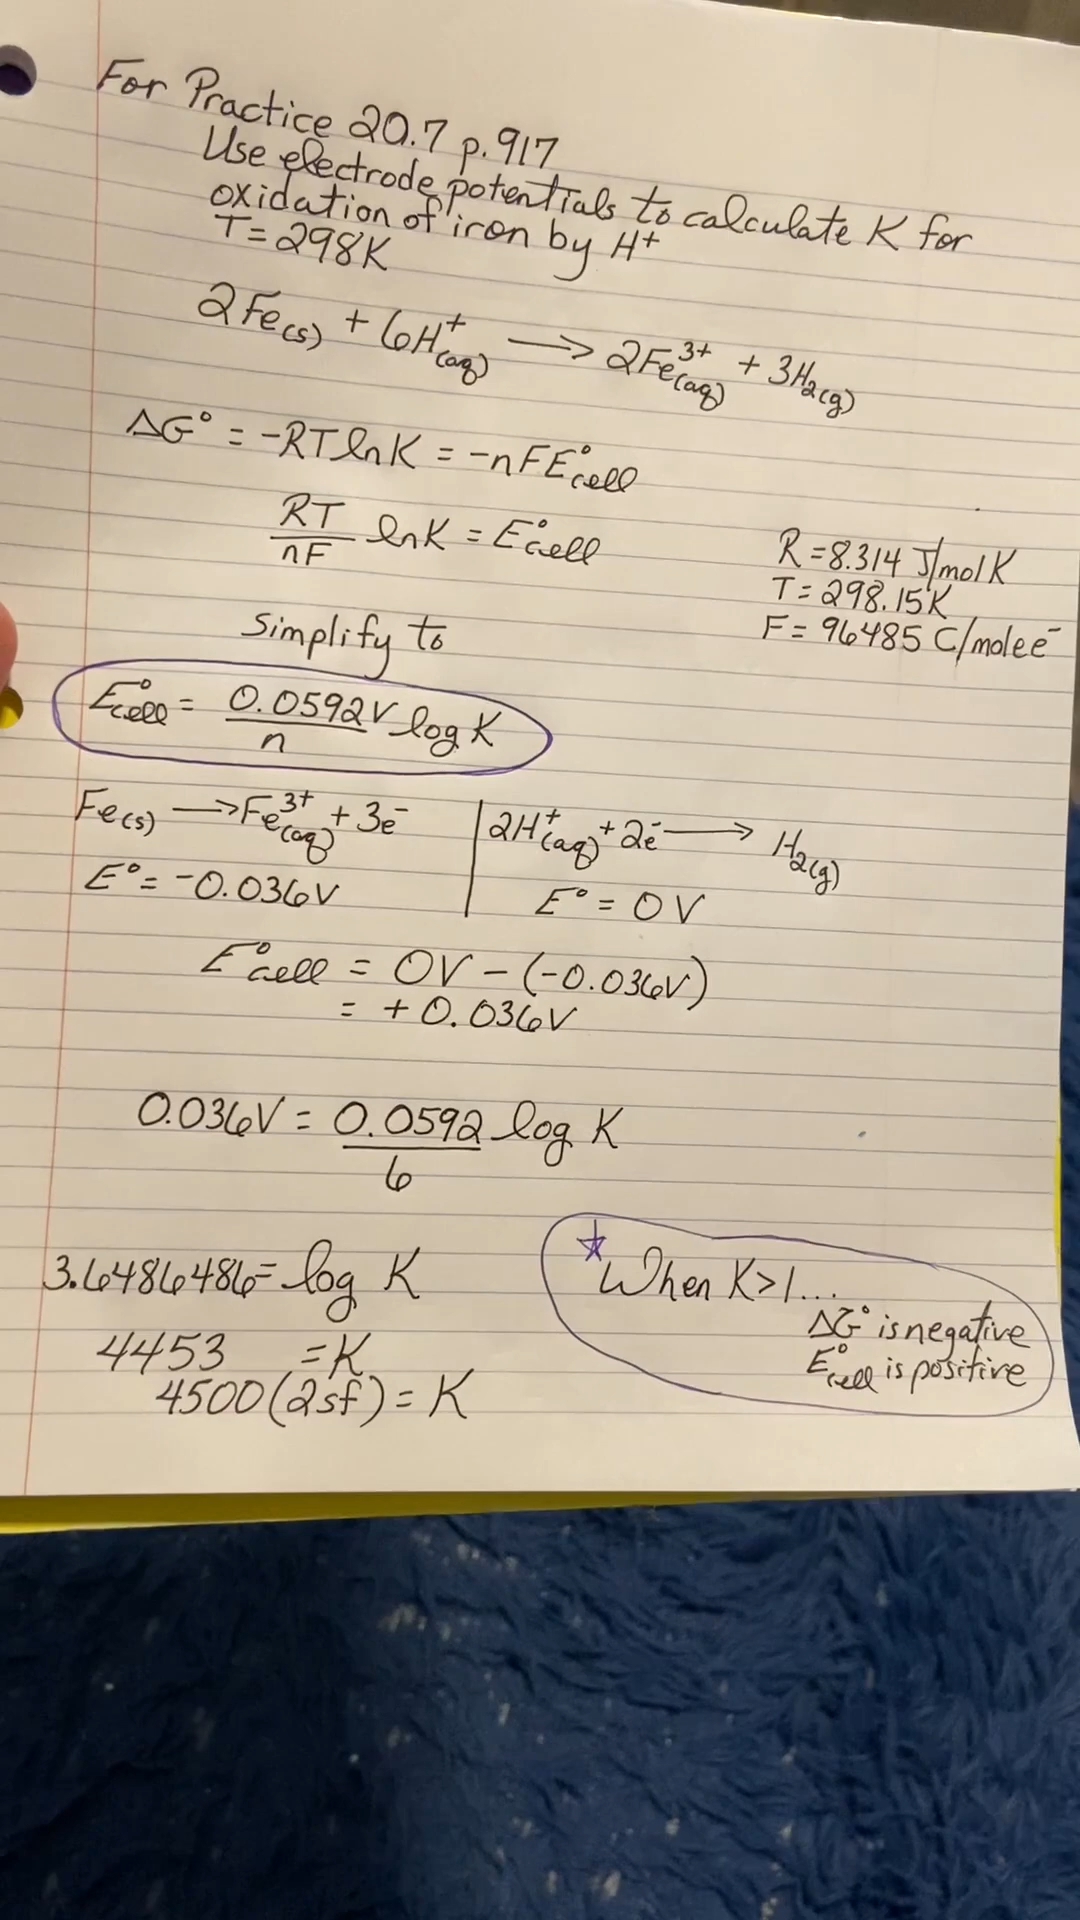 For Practice 20.7 p.917
Use electrode potentials to calculate K for
oxidation of iron by H⁺
T = 298K
2Fe(s) + 6H⁺(aq) ⟶ 2Fe³⁺(aq) + 3H₂(g)
ΔG° = -RT lnK = -nFE°cell
RT/nF lnK = E°cell
R = 8.314 J/mol K
T = 298.15K
F = 96485 C/mole e⁻
Simplify to
E°cell = 0.0592V/n log K
Fe(s) ⟶ Fe³⁺(aq) + 3e⁻ | 2H⁺(aq) + 2e⁻ ⟶ H₂(g)
E° = -0.036V | E° = 0 V
E°cell = 0V - (-0.036V)
= +0.036V
0.036V = 0.0592/6 log K
3.6486486 = log K
4453 = K
4500 (2sf) = K
★ When K>1...
ΔG° is negative
E°cell is positive